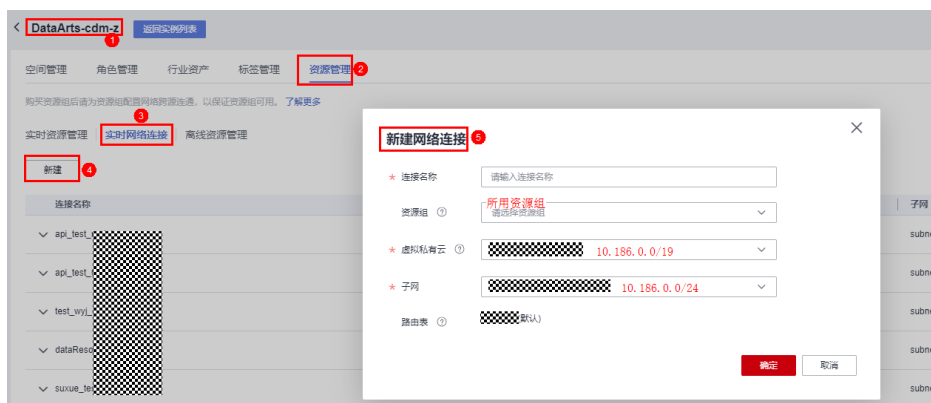 DataArts-cdm-z 返回实例列表
1
空间管理 角色管理 行业资产 标签管理 资源管理 2
购买资源组后请为资源组配置网络跨源连通，以保证资源组可用。 了解更多
3
实时资源管理 实时网络连接 离线资源管理
新建 4
连接名称
api_test_
api_test_
test_wyj_
dataReso
suxue_te
新建网络连接 5
* 连接名称 请输入连接名称
所用资源组
资源组 请选择资源组
* 虚拟私有云 10.186.0.0/19
* 子网 10.186.0.0/24
路由表 默认)
确定 取消
子网
subn
subn
subn
subn
subn